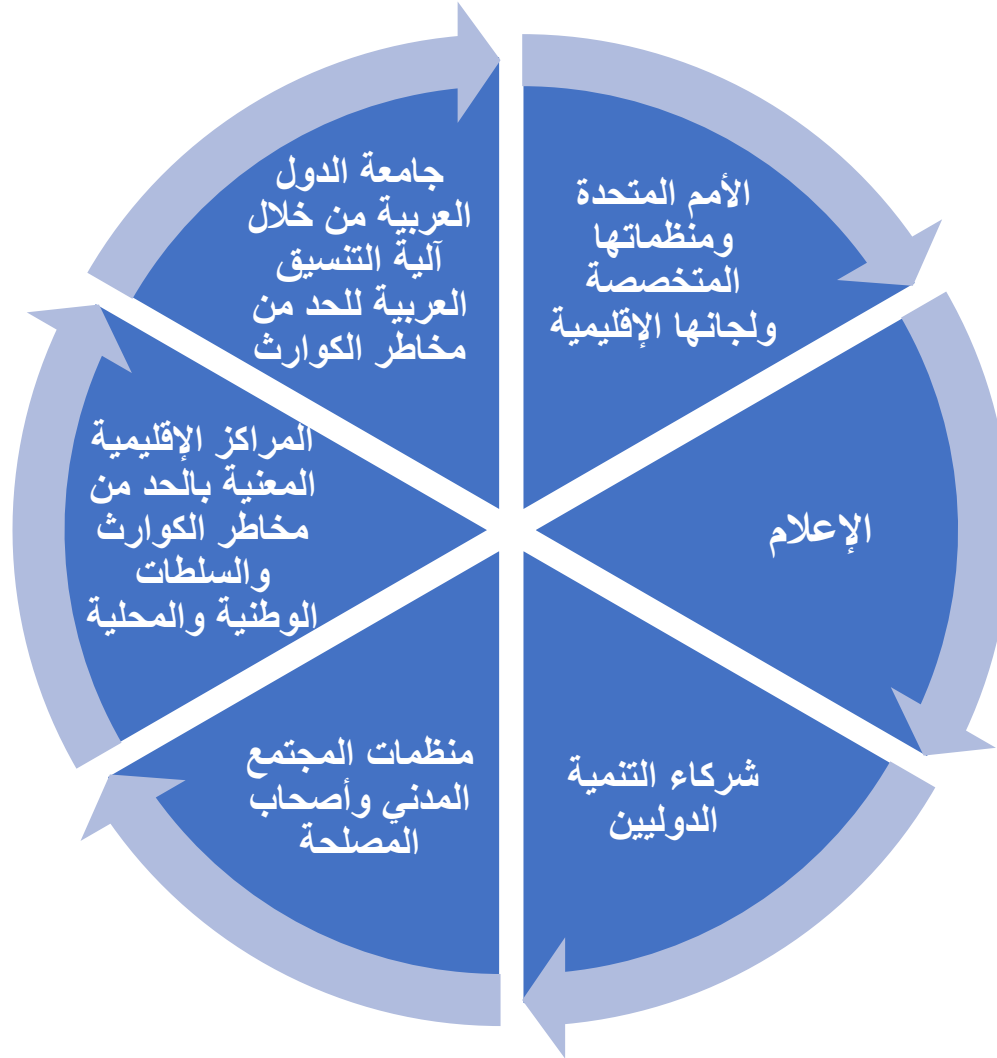 الأمم المتحدة
ومنظماتها
المتخصصة
ولجانها الإقليمية
الإعلام
شركاء التنمية
الدوليين
منظمات المجتمع
المدني وأصحاب
المصلحة
المراكز الإقليمية
المعنية بالحد من
مخاطر الكوارث
والسلطات
الوطنية والمحلية
جامعة الدول
العربية من خلال
آلية التنسيق
العربية للحد من
مخاطر الكوارث